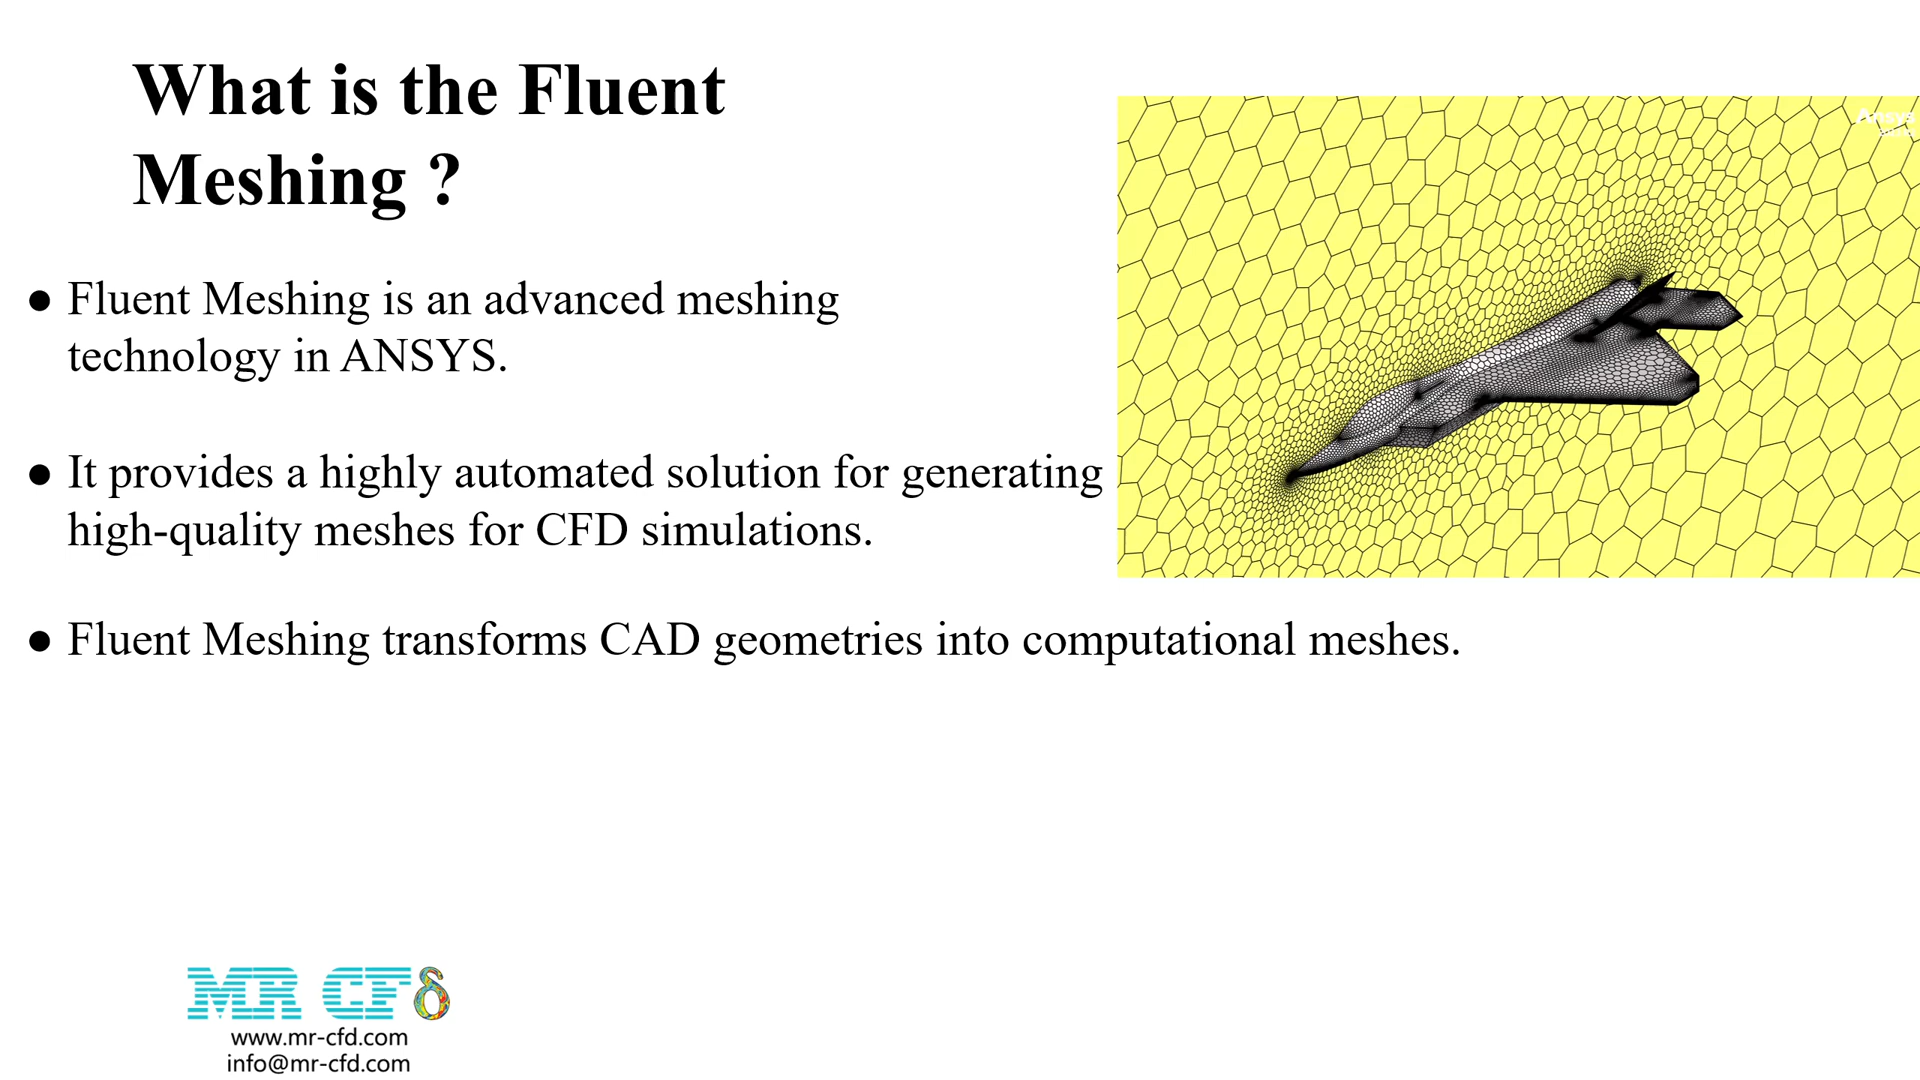 What is the Fluent
Meshing ?
● Fluent Meshing is an advanced meshing
technology in ANSYS.
● It provides a highly automated solution for generating
high-quality meshes for CFD simulations.
● Fluent Meshing transforms CAD geometries into computational meshes.
Ansys
MR CFδ
www.mr-cfd.com
info@mr-cfd.com